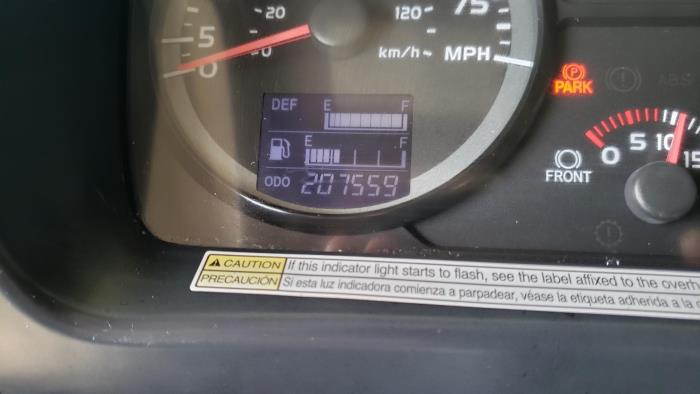 20 120 75
5
0 0 km/h MPH
DEF E F
E F
ODO 207559
PARK ABS
0 5 10 15
FRONT
CAUTION If this indicator light starts to flash, see the label affixed to the
PRECAUCIÓN Si esta luz indicadora comienza a parpadear, véase la etiqueta adherida a la